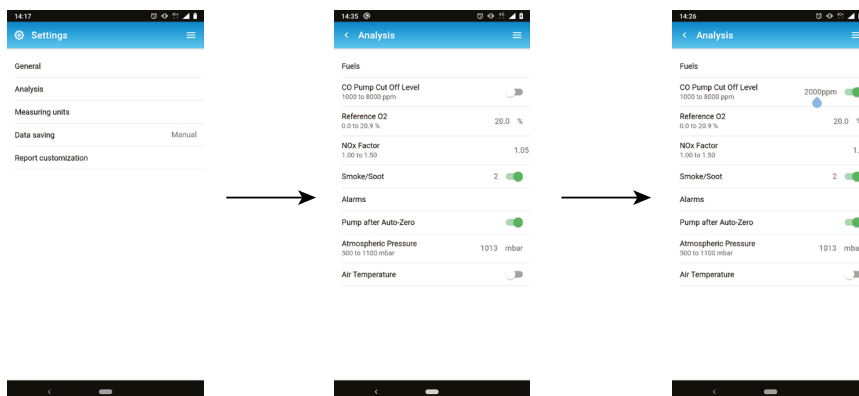 14:17
Settings
General
Analysis
Measuring units
Data saving Manual
Report customization
14:35
Analysis
Fuels
CO Pump Cut Off Level
1000 to 8000 ppm
Reference O2
0.0 to 20.9 %
20.0 %
NOx Factor
1.00 to 1.50
1.05
Smoke/Soot 2
Alarms
Pump after Auto-Zero
Atmospheric Pressure
500 to 1100 mbar
1013 mbar
Air Temperature
14:26
Analysis
Fuels
CO Pump Cut Off Level
1000 to 8000 ppm
2000ppm
Reference O2
0.0 to 20.9 %
20.0
NOx Factor
1.00 to 1.50
1.
Smoke/Soot 2
Alarms
Pump after Auto-Zero
Atmospheric Pressure
500 to 1100 mbar
1013 mba
Air Temperature